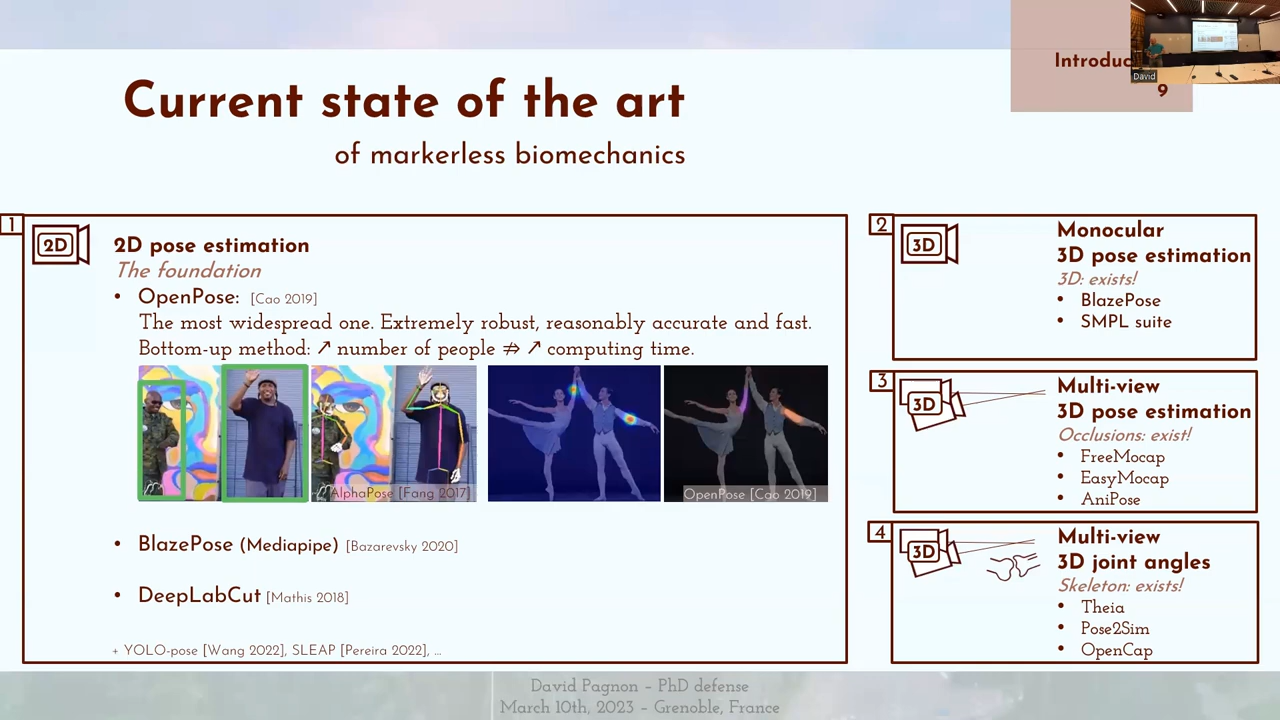 Introduc
David
9
Current state of the art
of markerless biomechanics
1
2D
2D pose estimation
The foundation
• OpenPose: [Cao 2019]
The most widespread one. Extremely robust, reasonably accurate and fast.
Bottom-up method: ↗ number of people ⇏ ↗ computing time.
AlphaPose [Fang 2017]
OpenPose [Cao 2019]
• BlazePose (Mediapipe) [Bazarevsky 2020]
• DeepLabCut [Mathis 2018]
+ YOLO-pose [Wang 2022], SLEAP [Pereira 2022], ...
2
3D
Monocular
3D pose estimation
3D: exists!
• BlazePose
• SMPL suite
3
3D
Multi-view
3D pose estimation
Occlusions: exist!
• FreeMocap
• EasyMocap
• AniPose
4
3D
Multi-view
3D joint angles
Skeleton: exists!
• Theia
• Pose2Sim
• OpenCap
David Pagnon – PhD defense
March 10th, 2023 – Grenoble, France